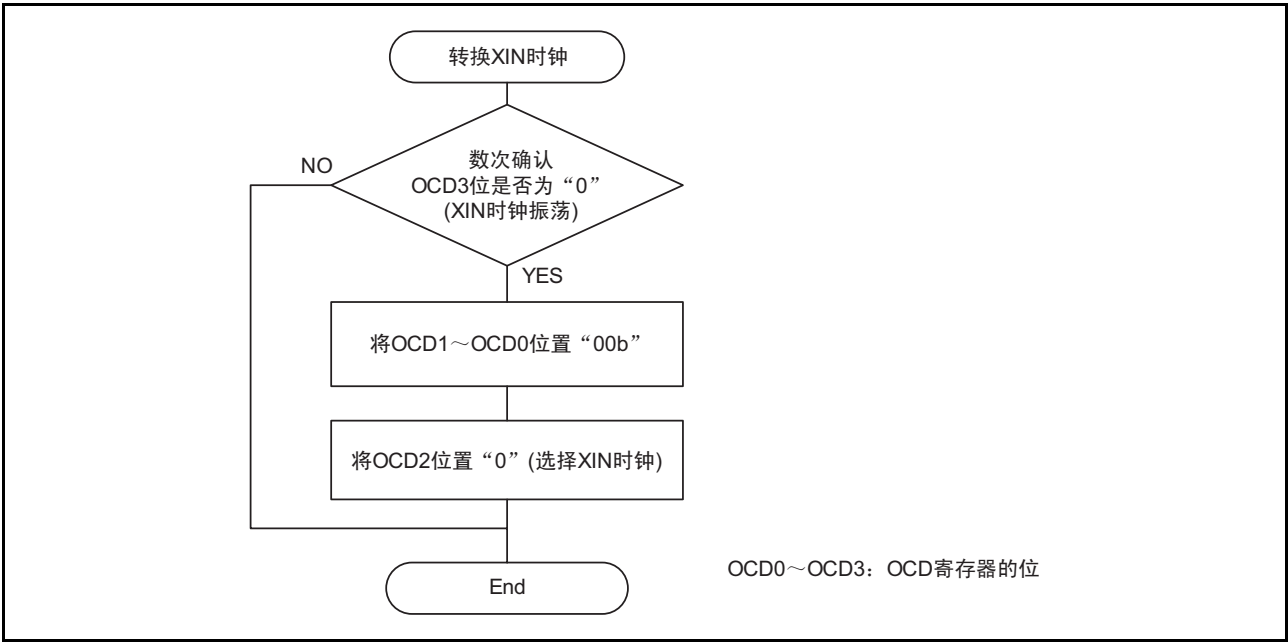 转换XIN时钟
数次确认
NO
OCD3位是否为“0”
(XIN时钟振荡)
YES
将OCD1～OCD0位置“00b”
将OCD2位置“0”(选择XIN时钟)
OCD0～OCD3：OCD寄存器的位
End